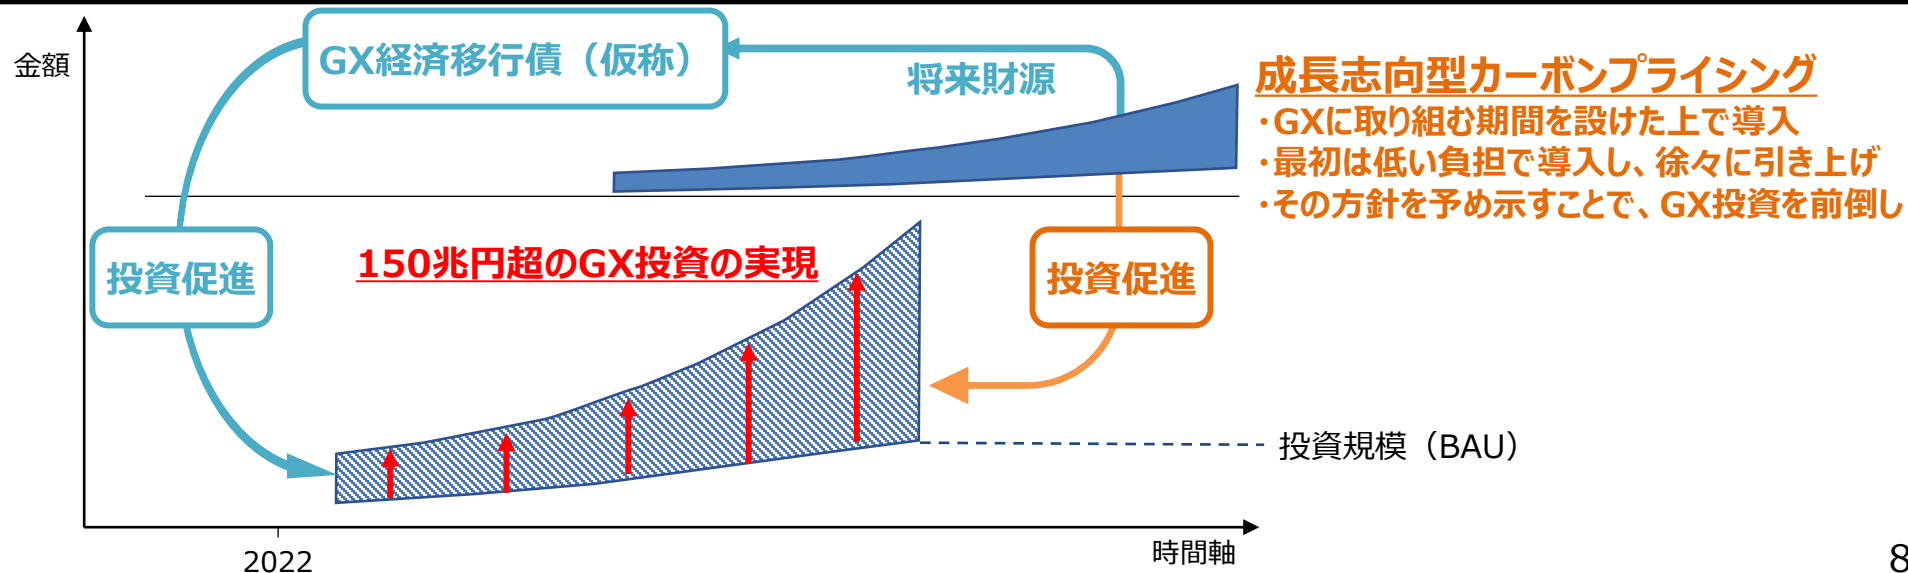 金額
GX経済移行債（仮称）
将来財源
成長志向型カーボンプライシング
・GXに取り組む期間を設けた上で導入
・最初は低い負担で導入し、徐々に引き上げ
・その方針を予め示すことで、GX投資を前倒し
投資促進
150兆円超のGX投資の実現
投資促進
投資規模（BAU）
2022
時間軸
8